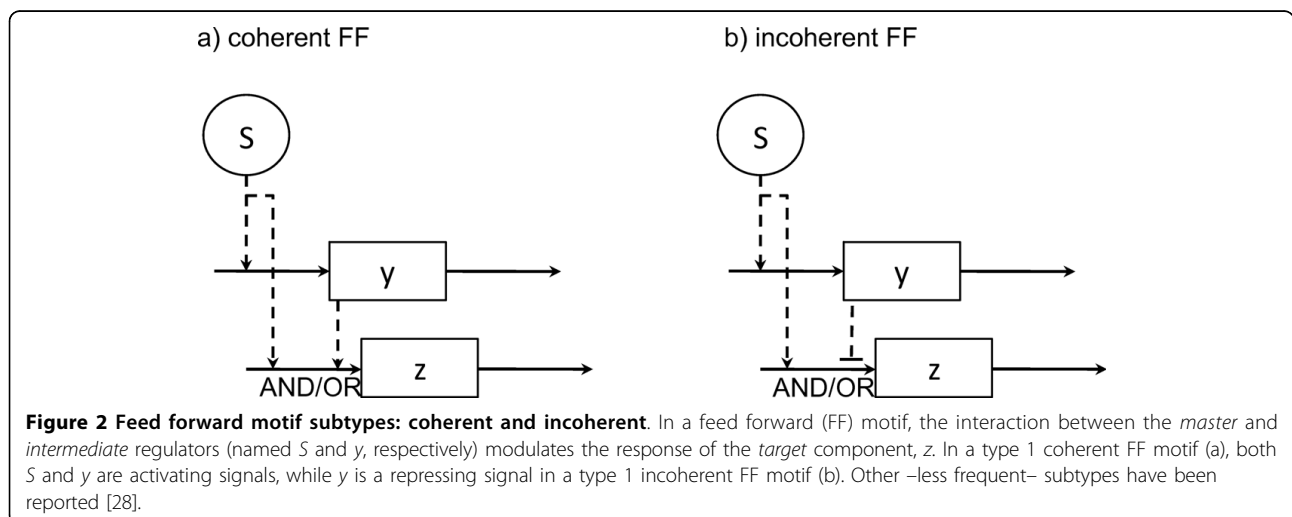 a) coherent FF
b) incoherent FF
S
S
y
y
z
z
AND/OR
AND/OR
Figure 2 Feed forward motif subtypes: coherent and incoherent. In a feed forward (FF) motif, the interaction between the master and
intermediate regulators (named S and y, respectively) modulates the response of the target component, z. In a type 1 coherent FF motif (a), both
S and y are activating signals, while y is a repressing signal in a type 1 incoherent FF motif (b). Other –less frequent– subtypes have been
reported [28].